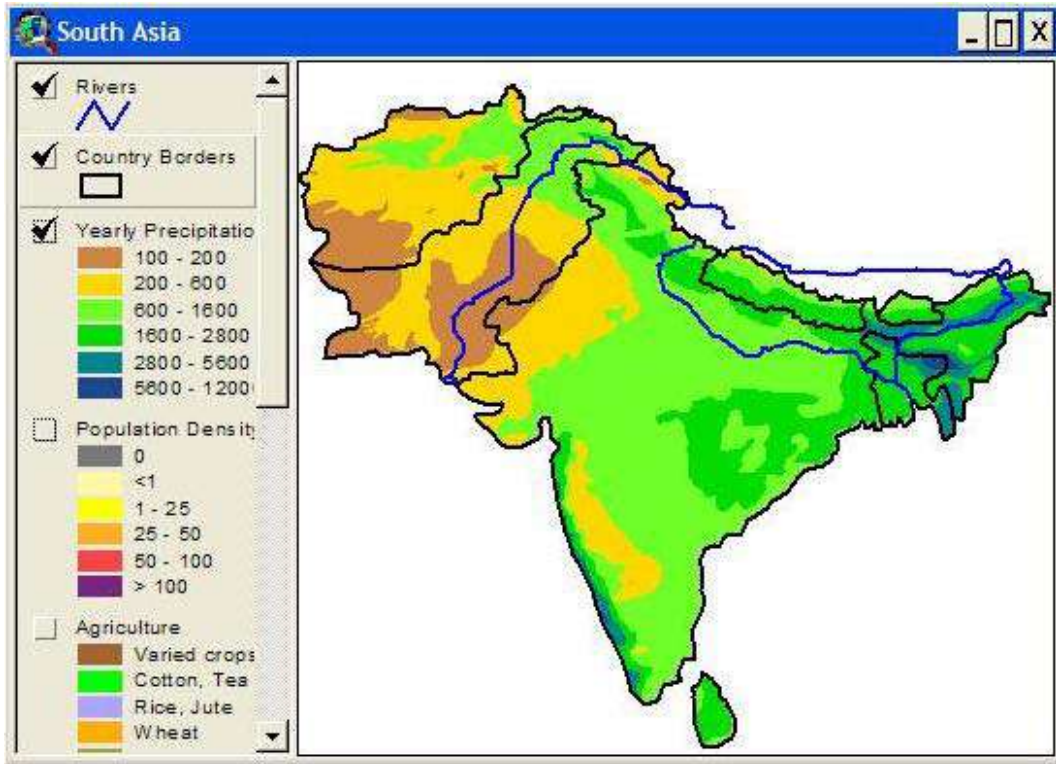 South Asia
Rivers
Country Borders
Yearly Precipitatio
100 - 200
200 - 600
600 - 1600
1600 - 2800
2800 - 5600
5600 - 1200
Population Density
0
<1
1 - 25
25 - 50
50 - 100
> 100
Agriculture
Varied crops
Cotton, Tea
Rice, Jute
Wheat